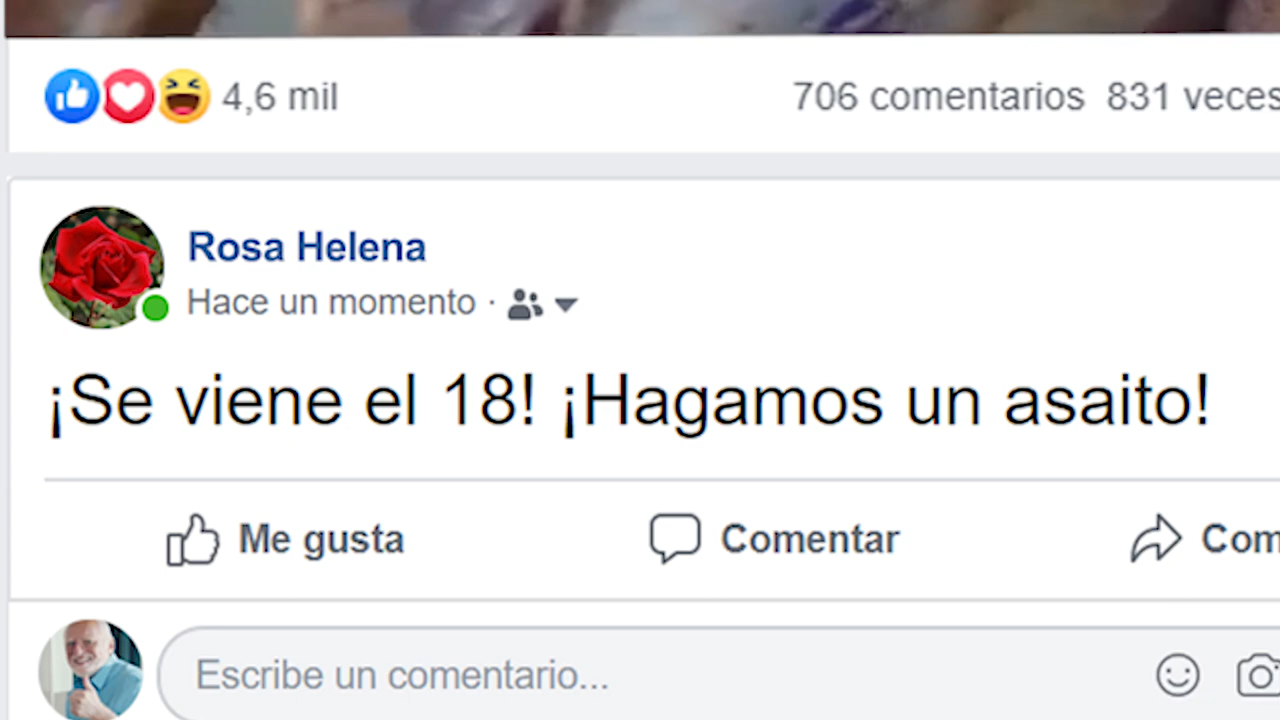 4,6 mil 706 comentarios 831 veces
Rosa Helena
Hace un momento ·
¡Se viene el 18! ¡Hagamos un asaito!
Me gusta Comentar Com
Escribe un comentario...